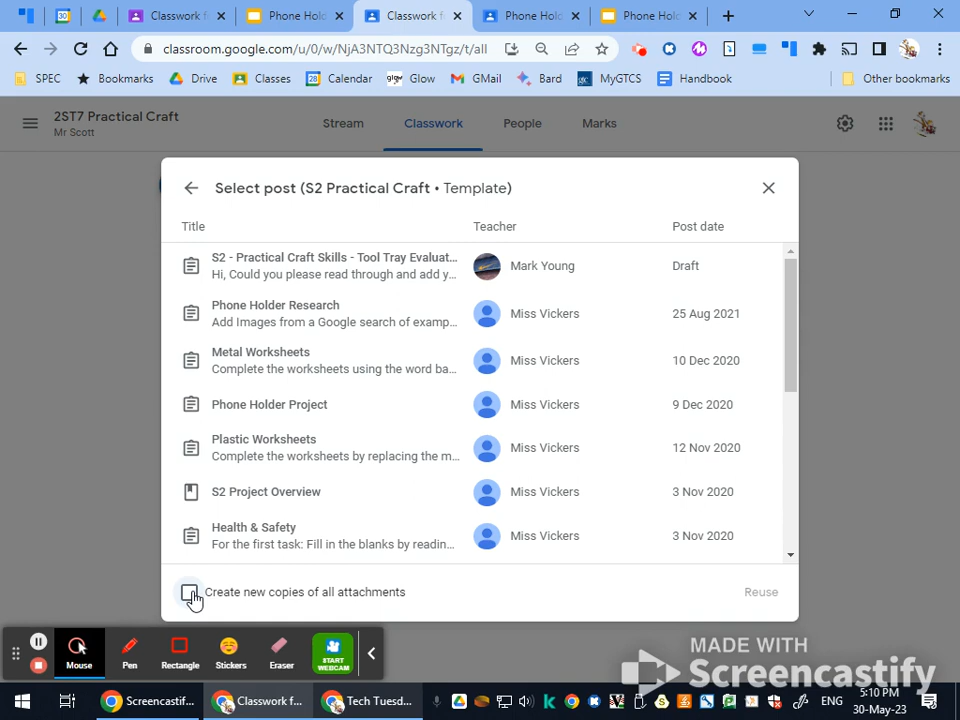 Classwork f
Phone Hol
Classwork f
Phone Hol
Phone Hol
classroom.google.com/u/0/w/NjA3NTQ3Nzg3NTgz/t/all
SPEC
Bookmarks
Drive
Classes
Calendar
glow
Glow
GMail
Bard
gtc
MyGTCS
Handbook
Other bookmarks
2ST7 Practical Craft
Mr Scott
Stream
Classwork
People
Marks
Select post (S2 Practical Craft • Template)
Title
Teacher
Post date
S2 - Practical Craft Skills - Tool Tray Evaluat...
Hi, Could you please read through and add y...
Mark Young
Draft
Phone Holder Research
Add Images from a Google search of examp...
Miss Vickers
25 Aug 2021
Metal Worksheets
Complete the worksheets using the word ba...
Miss Vickers
10 Dec 2020
Phone Holder Project
Miss Vickers
9 Dec 2020
Plastic Worksheets
Complete the worksheets by replacing the m...
Miss Vickers
12 Nov 2020
S2 Project Overview
Miss Vickers
3 Nov 2020
Health & Safety
For the first task: Fill in the blanks by readin...
Miss Vickers
3 Nov 2020
Create new copies of all attachments
Reuse
Mouse
Pen
Rectangle
Stickers
Eraser
START
WEBCAM
MADE WITH
Screencastify
Screencastif...
Classwork f...
Tech Tuesd...
ENG
5:10 PM
30-May-23